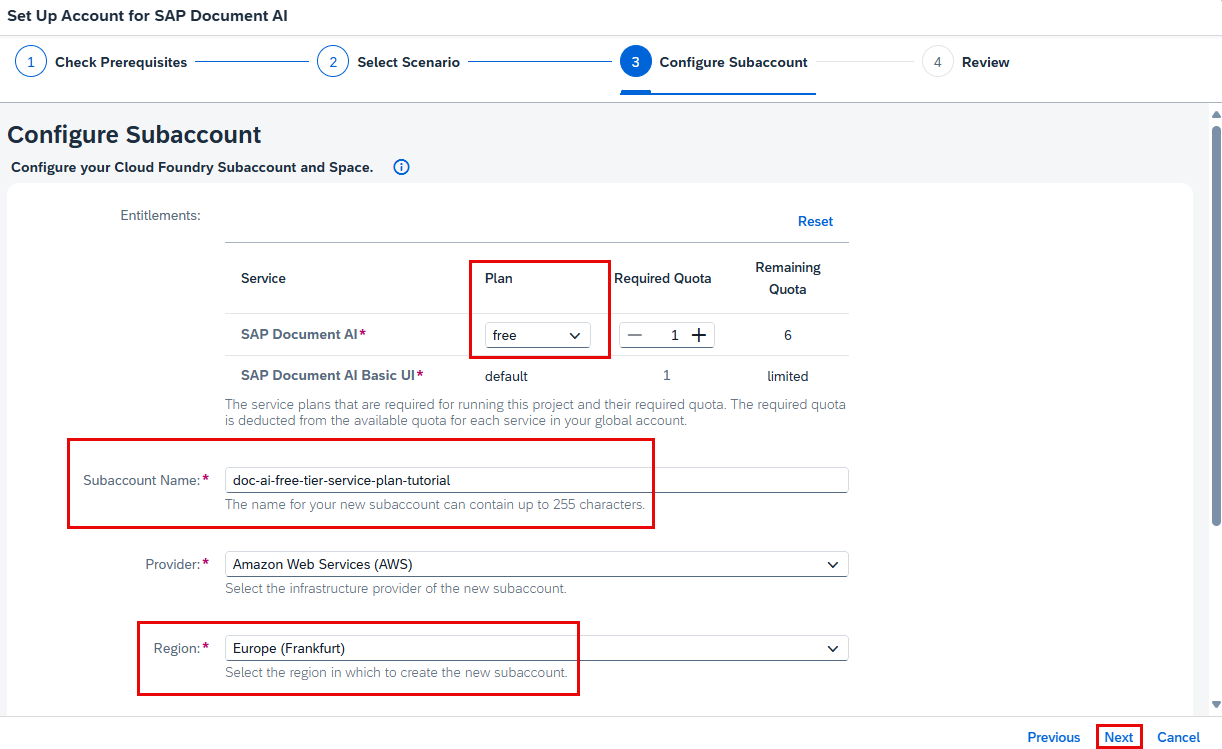 Set Up Account for SAP Document AI
1 Check Prerequisites
2 Select Scenario
3 Configure Subaccount
4 Review
Configure Subaccount
Configure your Cloud Foundry Subaccount and Space.
Entitlements:
Reset
Service Plan Required Quota Remaining Quota
SAP Document AI* free 1 6
SAP Document AI Basic UI* default 1 limited
The service plans that are required for running this project and their required quota. The required quota
is deducted from the available quota for each service in your global account.
Subaccount Name:* doc-ai-free-tier-service-plan-tutorial
The name for your new subaccount can contain up to 255 characters.
Provider:* Amazon Web Services (AWS)
Select the infrastructure provider of the new subaccount.
Region:* Europe (Frankfurt)
Select the region in which to create the new subaccount.
Previous Next Cancel